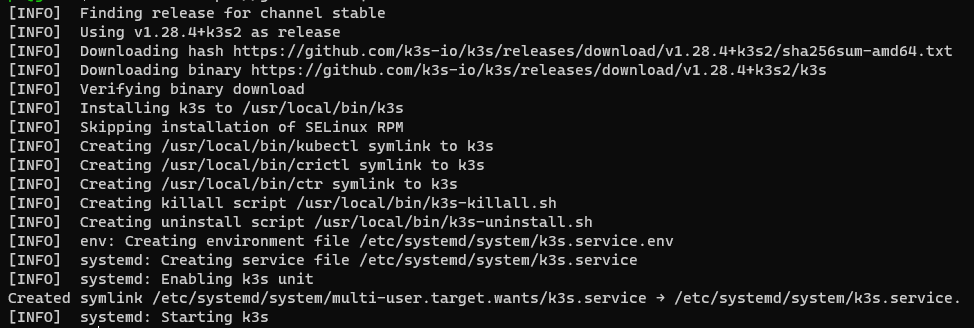 [INFO]  Finding release for channel stable
[INFO]  Using v1.28.4+k3s2 as release
[INFO]  Downloading hash https://github.com/k3s-io/k3s/releases/download/v1.28.4+k3s2/sha256sum-amd64.txt
[INFO]  Downloading binary https://github.com/k3s-io/k3s/releases/download/v1.28.4+k3s2/k3s
[INFO]  Verifying binary download
[INFO]  Installing k3s to /usr/local/bin/k3s
[INFO]  Skipping installation of SELinux RPM
[INFO]  Creating /usr/local/bin/kubectl symlink to k3s
[INFO]  Creating /usr/local/bin/crictl symlink to k3s
[INFO]  Creating /usr/local/bin/ctr symlink to k3s
[INFO]  Creating killall script /usr/local/bin/k3s-killall.sh
[INFO]  Creating uninstall script /usr/local/bin/k3s-uninstall.sh
[INFO]  env: Creating environment file /etc/systemd/system/k3s.service.env
[INFO]  systemd: Creating service file /etc/systemd/system/k3s.service
[INFO]  systemd: Enabling k3s unit
Created symlink /etc/systemd/system/multi-user.target.wants/k3s.service → /etc/systemd/system/k3s.service.
[INFO]  systemd: Starting k3s